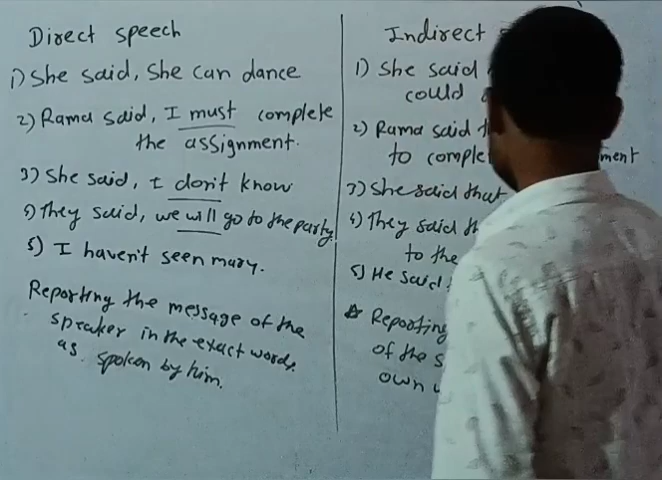 Direct speech
1) She said, She can dance
2) Rama said, I must complete
the assignment.
3) She said, I don't know
4) They said, we will go to the party.
5) I haven't seen mary.
Reporting the message of the
speaker in the exact words
as spoken by him.
Indirect
1) She said
could
2) Rama said
to
3) She said that
4) They said
to the
5) He said
Reporting
of the
own